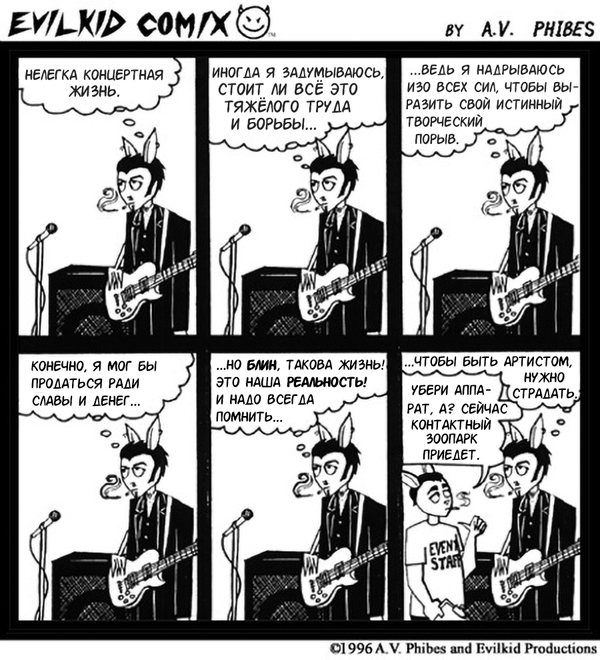 EVILKID COMIX™
BY A.V. PHIBES
НЕЛЕГКА КОНЦЕРТНАЯ
ЖИЗНЬ.
ИНОГДА Я ЗАДУМЫВАЮСЬ,
СТОИТ ЛИ ВСЁ ЭТО
ТЯЖЁЛОГО ТРУДА
И БОРЬБЫ...
...ВЕДЬ Я НАДРЫВАЮСЬ
ИЗО ВСЕХ СИЛ, ЧТОБЫ ВЫ-
РАЗИТЬ СВОЙ ИСТИННЫЙ
ТВОРЧЕСКИЙ
ПОРЫВ.
КОНЕЧНО, Я МОГ БЫ
ПРОДАТЬСЯ РАДИ
СЛАВЫ И ДЕНЕГ...
...НО БЛИН, ТАКОВА ЖИЗНЬ!
ЭТО НАША РЕАЛЬНОСТЬ!
И НАДО ВСЕГДА
ПОМНИТЬ...
...ЧТОБЫ БЫТЬ АРТИСТОМ,
НУЖНО
СТРАДАТЬ.
УБЕРИ АППА-
РАТ, А? СЕЙЧАС
КОНТАКТНЫЙ
ЗООПАРК
ПРИЕДЕТ.
EVENT
STAFF
©1996 A.V. Phibes and Evilkid Productions